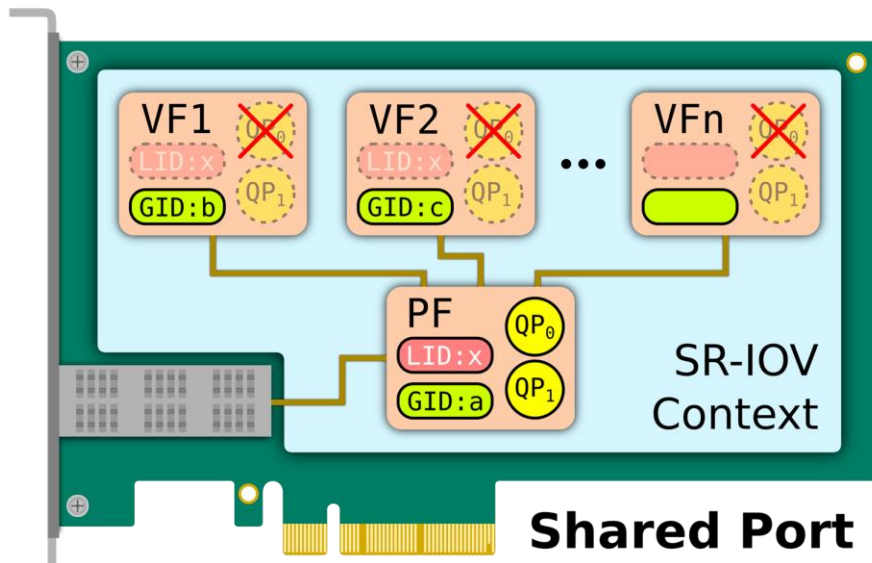 VF1
QP₀
LID:x
GID:b
QP₁
VF2
QP₀
LID:x
GID:c
QP₁
...
VFn
QP₀
QP₁
PF
QP₀
LID:x
GID:a
QP₁
SR-IOV
Context
Shared Port